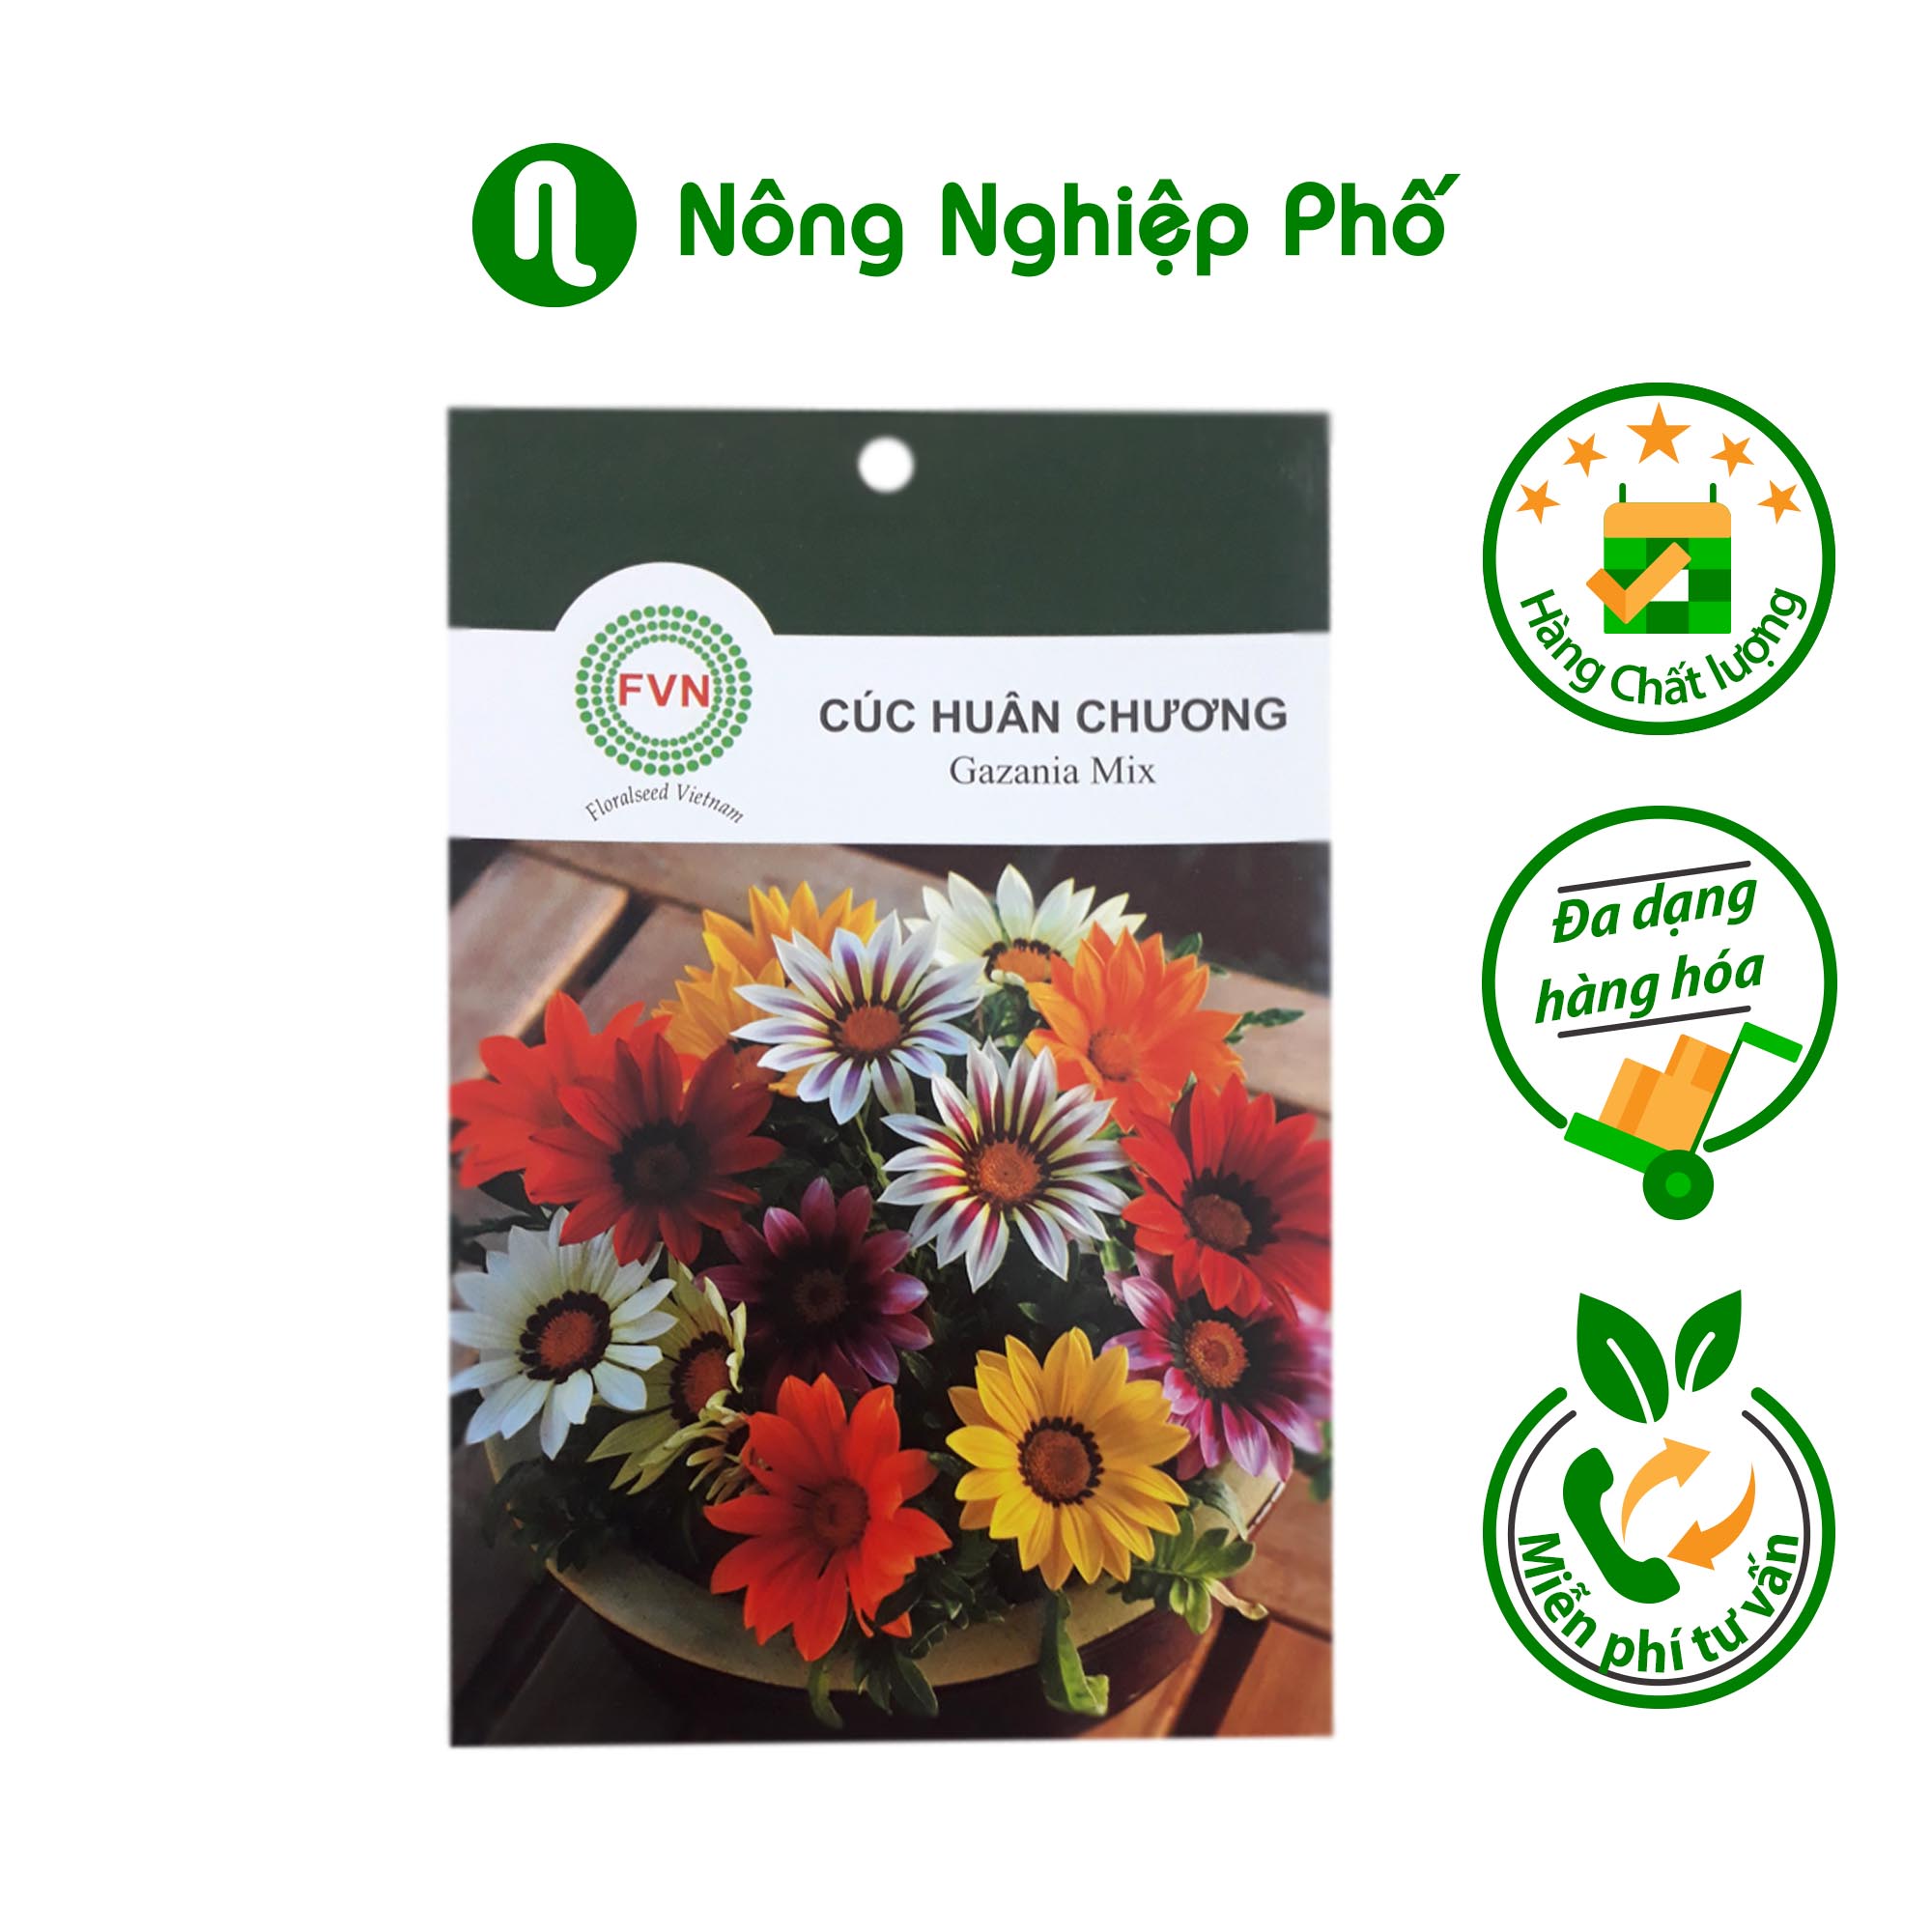 Nông Nghiệp Phố
FVN
Floralseed Vietnam
CÚC HUÂN CHƯƠNG
Gazania Mix
Hàng Chất lượng
Đa dạng
hàng hóa
Miễn phí tư vấn